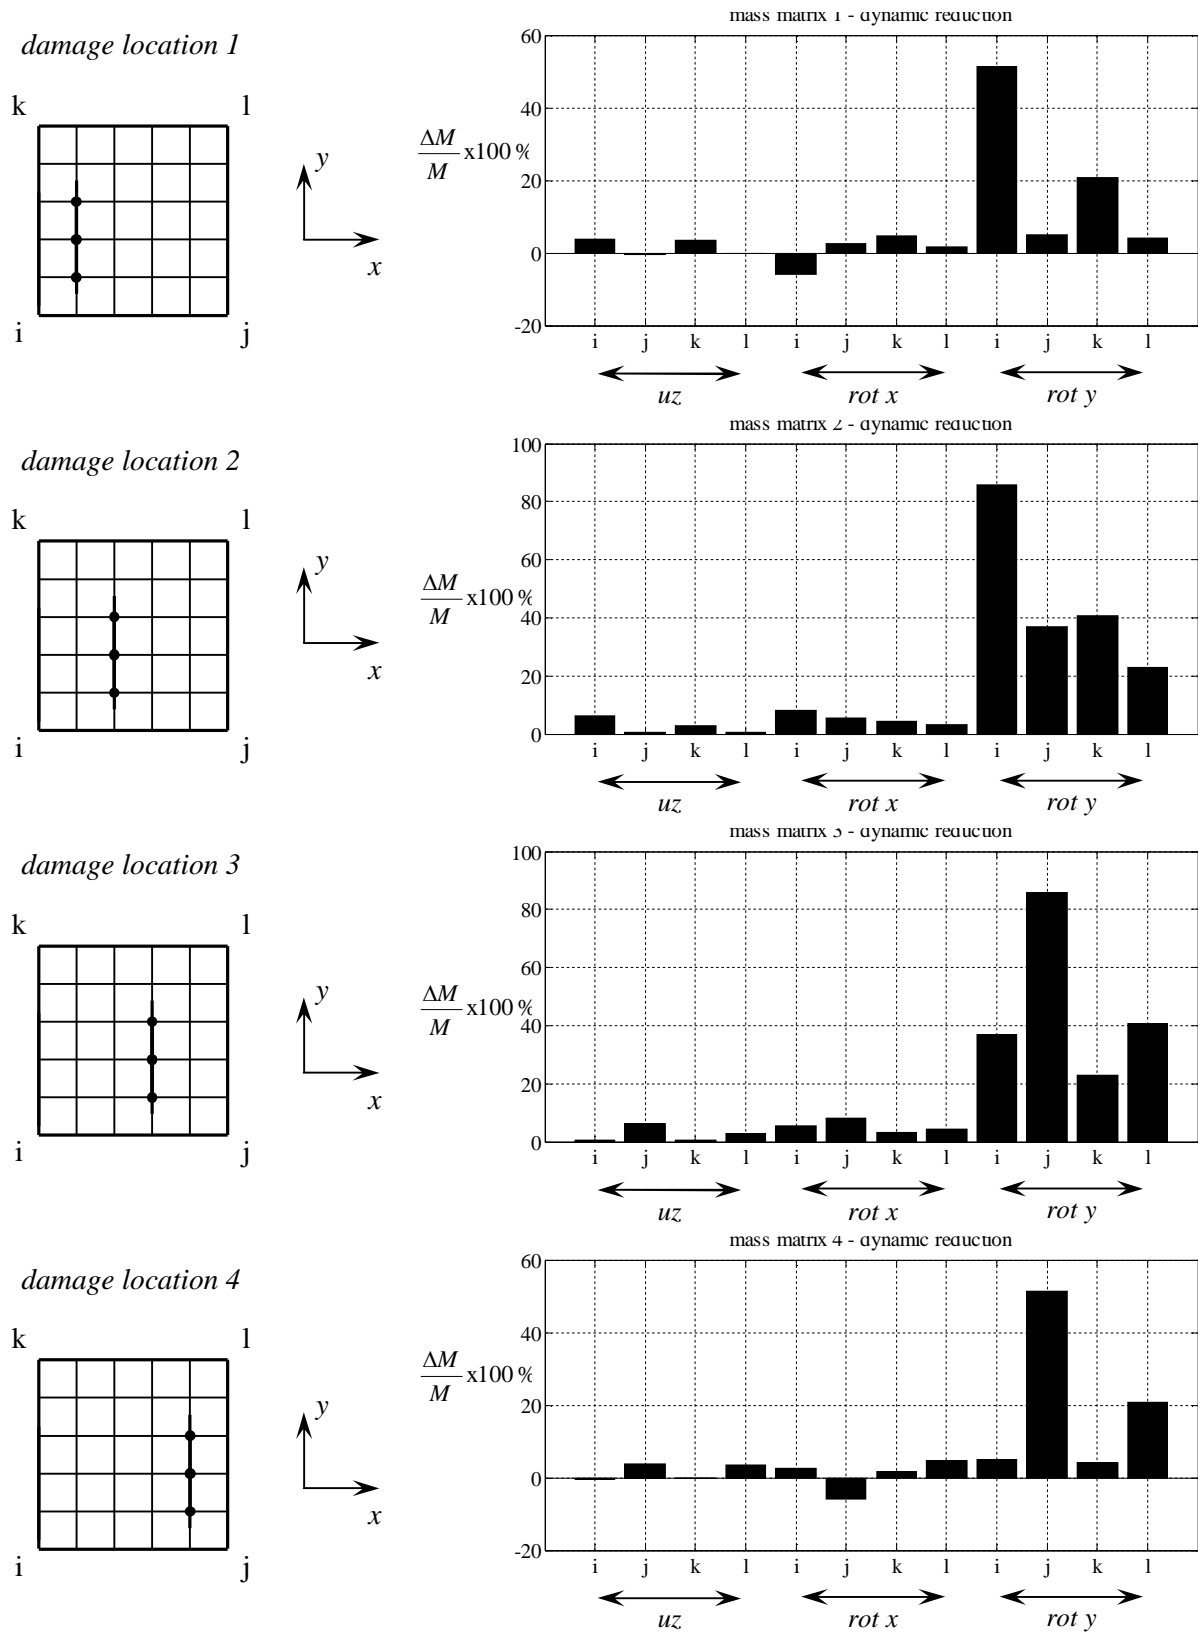 damage location 1
k l
i j
y
x
mass matrix 1 - dynamic reduction
ΔM/M x100 %
60
40
20
0
-20
i j k l i j k l i j k l
uz rot x rot y
damage location 2
k l
i j
y
x
mass matrix 2 - dynamic reduction
ΔM/M x100 %
100
80
60
40
20
0
i j k l i j k l i j k l
uz rot x rot y
damage location 3
k l
i j
y
x
mass matrix 3 - dynamic reduction
ΔM/M x100 %
100
80
60
40
20
0
i j k l i j k l i j k l
uz rot x rot y
damage location 4
k l
i j
y
x
mass matrix 4 - dynamic reduction
ΔM/M x100 %
60
40
20
0
-20
i j k l i j k l i j k l
uz rot x rot y